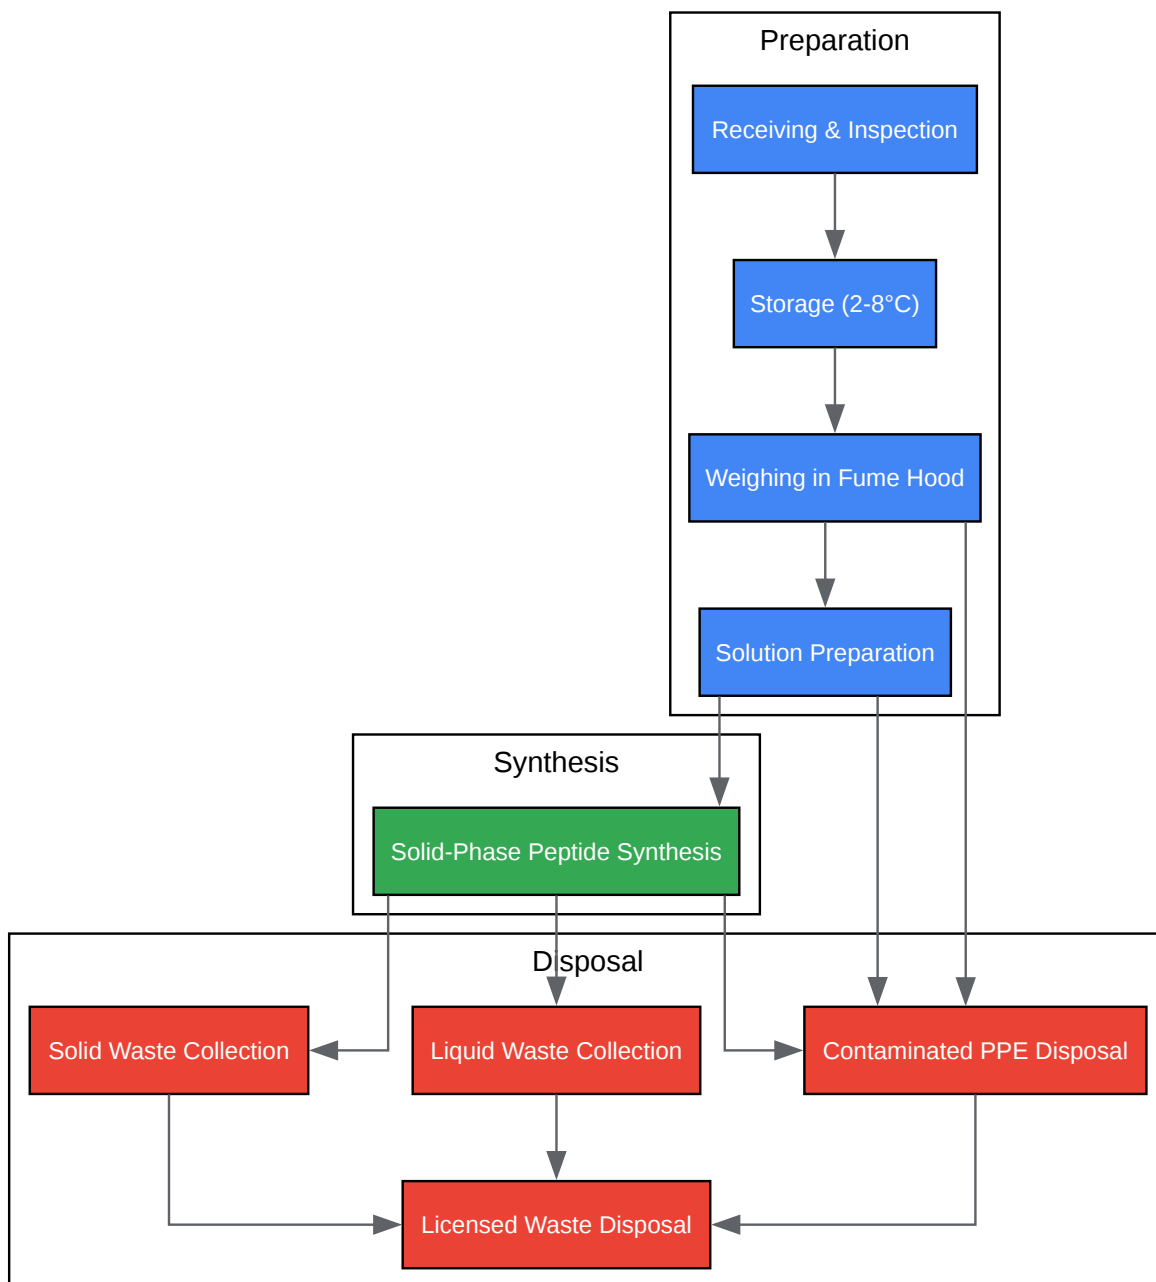 Preparation
Receiving & Inspection
Storage (2-8°C)
Weighing in Fume Hood
Solution Preparation
Synthesis
Solid-Phase Peptide Synthesis
Disposal
Solid Waste Collection
Liquid Waste Collection
Contaminated PPE Disposal
Licensed Waste Disposal